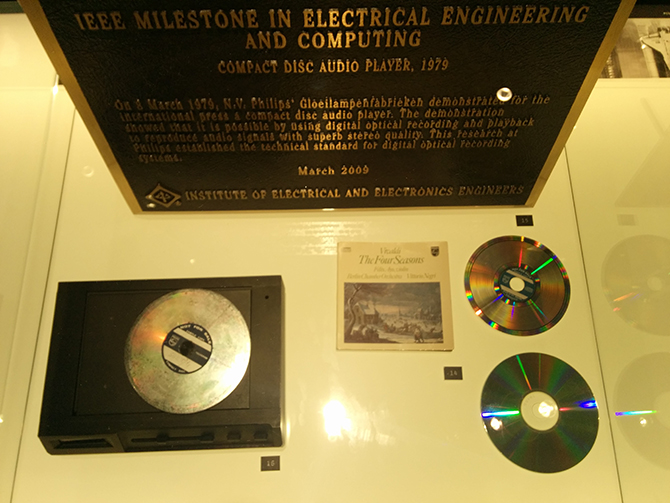 IEEE MILESTONE IN ELECTRICAL ENGINEERING
AND COMPUTING
COMPACT DISC AUDIO PLAYER, 1979
On 8 March 1979, N.V. Philips' Gloeilampenfabrieken demonstrated for the
international press a compact disc audio player. The demonstration
showed that it is possible by using digital optical recording and playback
to reproduce audio signals with superb stereo quality. This research at
Philips established the technical standard for digital optical recording
systems.
March 2009
INSTITUTE OF ELECTRICAL AND ELECTRONICS ENGINEERS
Vivaldi
The Four Seasons